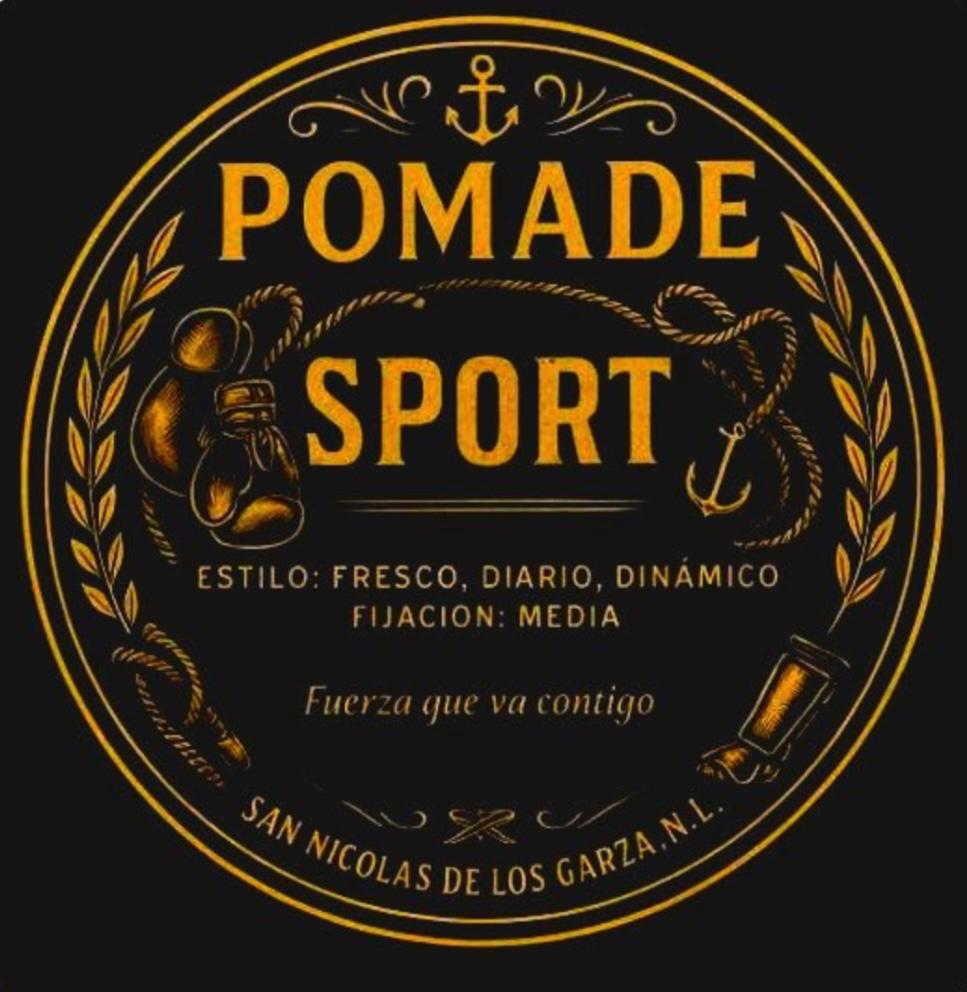 POMADE
SPORT
ESTILO: FRESCO, DIARIO, DINÁMICO
FIJACION: MEDIA
Fuerza que va contigo
SAN NICOLAS DE LOS GARZA, N.L.